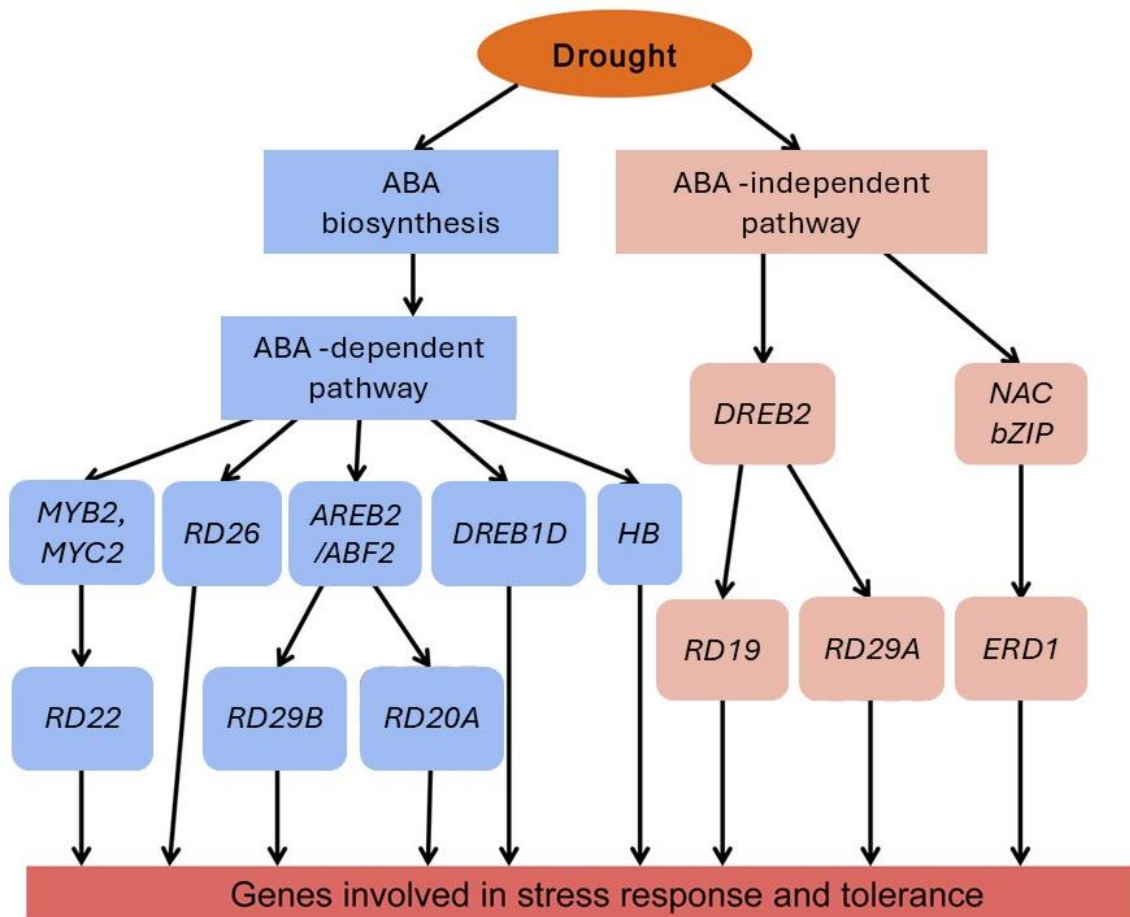 Drought
ABA
biosynthesis
ABA -independent
pathway
ABA -dependent
pathway
DREB2
NAC
bZIP
MYB2,
MYC2
RD26
AREB2
/ABF2
DREB1D
HB
RD19
RD29A
ERD1
RD22
RD29B
RD20A
Genes involved in stress response and tolerance